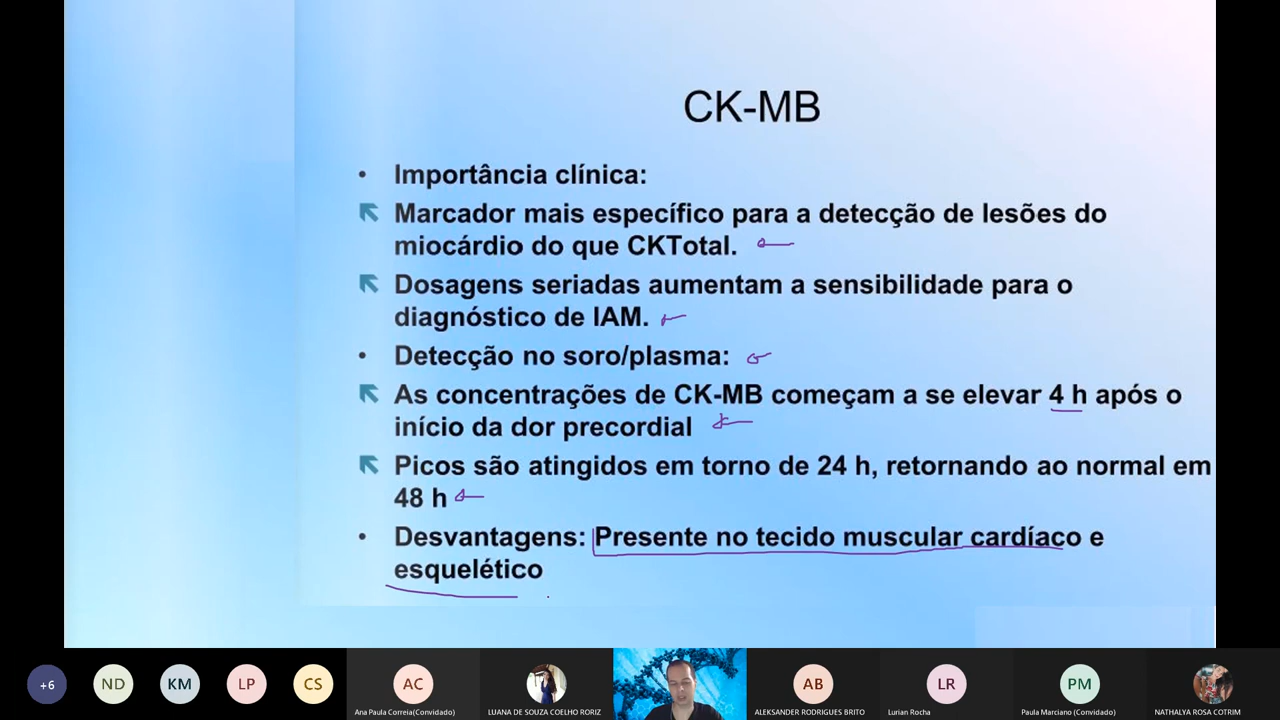 CK-MB
• Importância clínica:
Marcador mais específico para a detecção de lesões do
miocárdio do que CKTotal.
Dosagens seriadas aumentam a sensibilidade para o
diagnóstico de IAM.
• Detecção no soro/plasma:
As concentrações de CK-MB começam a se elevar 4 h após o
início da dor precordial
Picos são atingidos em torno de 24 h, retornando ao normal em
48 h
• Desvantagens: Presente no tecido muscular cardíaco e
esquelético
+6 ND KM LP CS AC AB LR PM
Ana Paula Correia(Convidado) LUANA DE SOUZA COELHO RORIZ ALEKSANDER RODRIGUES BRITO Lurian Rocha Paula Marciano (Convidado) NATHALYA ROSA COTRIM